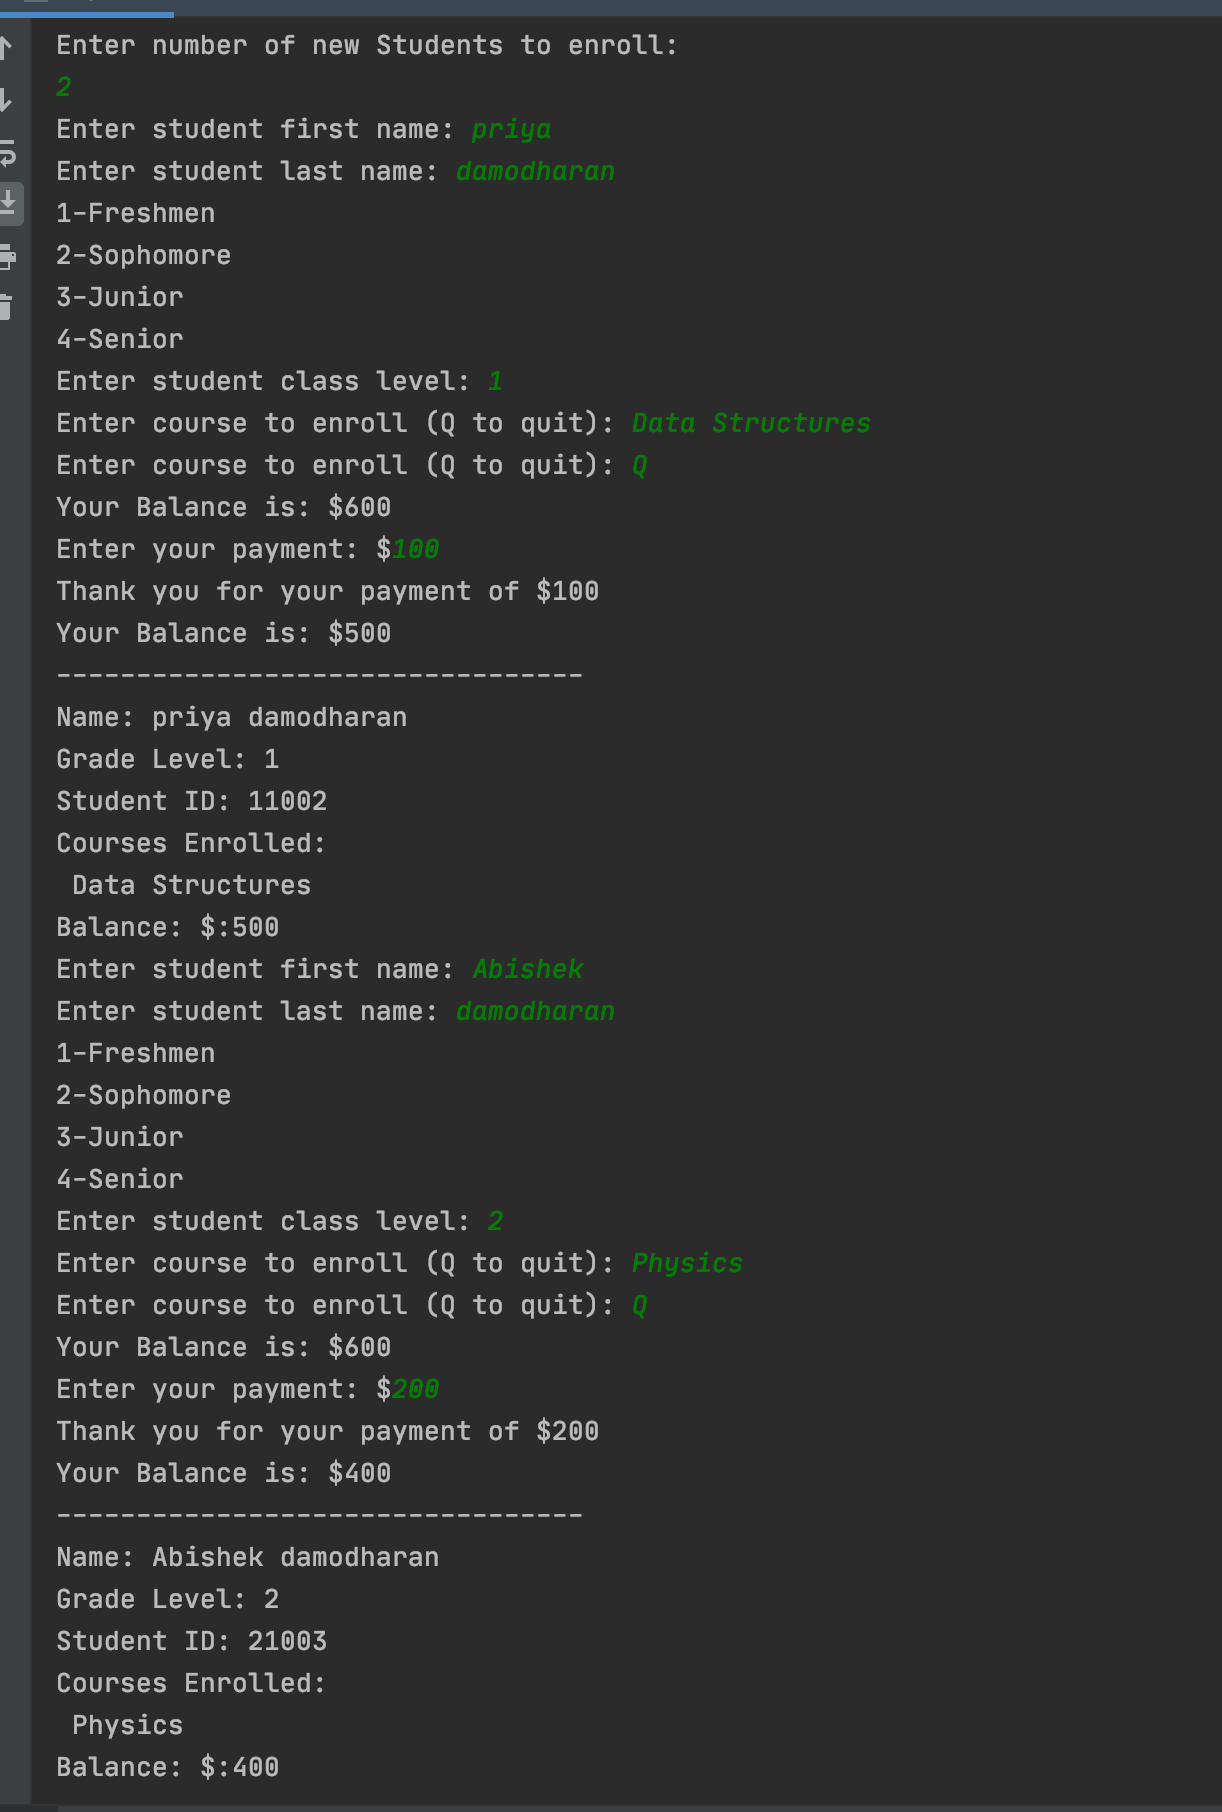 Enter number of new Students to enroll:
2
Enter student first name: priya
Enter student last name: damodharan
1-Freshmen
2-Sophomore
3-Junior
4-Senior
Enter student class level: 1
Enter course to enroll (Q to quit): Data Structures
Enter course to enroll (Q to quit): Q
Your Balance is: $600
Enter your payment: $100
Thank you for your payment of $100
Your Balance is: $500
---------------------------------
Name: priya damodharan
Grade Level: 1
Student ID: 11002
Courses Enrolled:
 Data Structures
Balance: $:500
Enter student first name: Abishek
Enter student last name: damodharan
1-Freshmen
2-Sophomore
3-Junior
4-Senior
Enter student class level: 2
Enter course to enroll (Q to quit): Physics
Enter course to enroll (Q to quit): Q
Your Balance is: $600
Enter your payment: $200
Thank you for your payment of $200
Your Balance is: $400
---------------------------------
Name: Abishek damodharan
Grade Level: 2
Student ID: 21003
Courses Enrolled:
 Physics
Balance: $:400